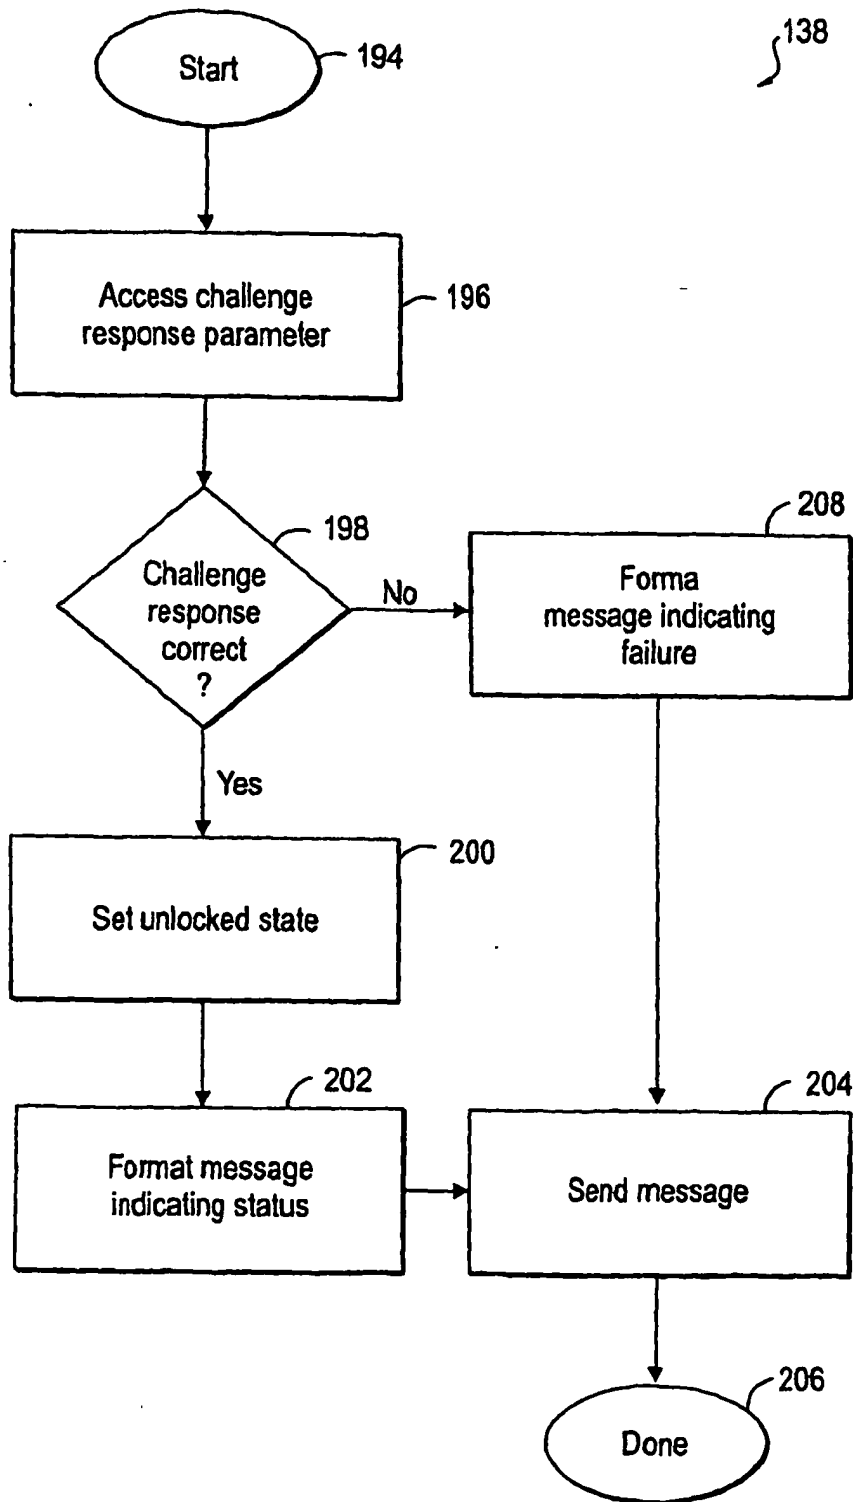 138
Start
194
Access challenge
response parameter
196
Challenge
response
correct
?
198
No
Yes
Forma
message indicating
failure
208
Set unlocked state
200
Format message
indicating status
202
Send message
204
Done
206